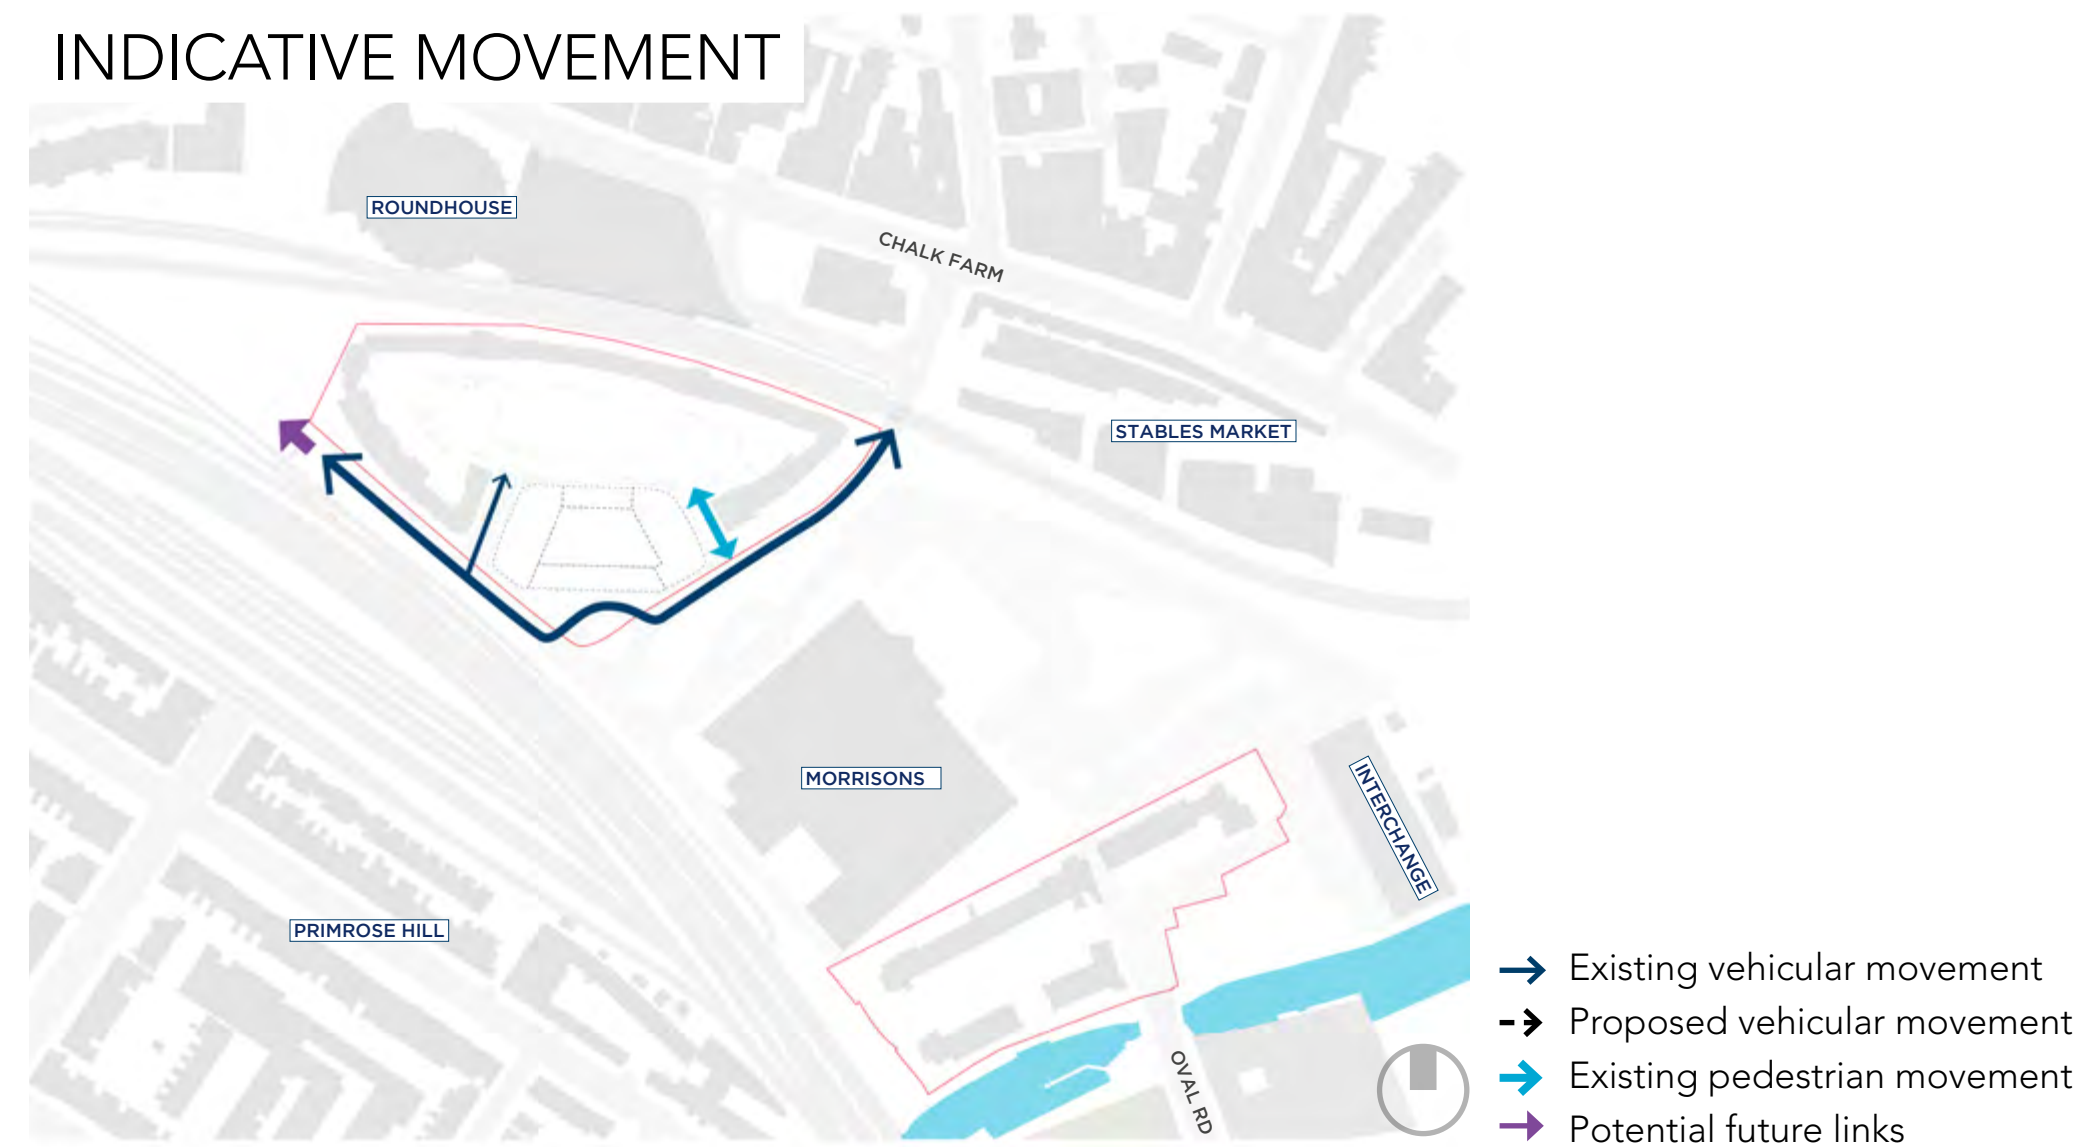 INDICATIVE MOVEMENT
ROUNDHOUSE
CHALK FARM
STABLES MARKET
MORRISONS
INTERCHANGE
PRIMROSE HILL
OVAL RD
Existing vehicular movement
Proposed vehicular movement
Existing pedestrian movement
Potential future links